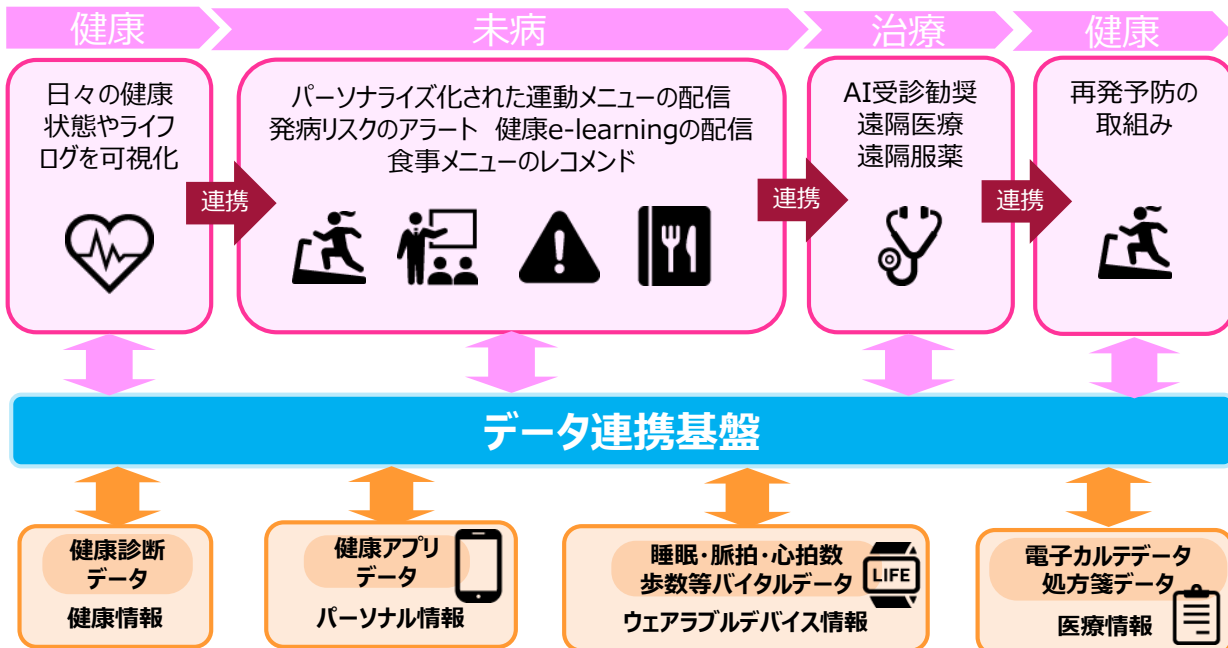 健康
未病
治療
健康
日々の健康
状態やライフ
ログを可視化
連携
パーソナライズ化された運動メニューの配信
発病リスクのアラート 健康e-learningの配信
食事メニューのレコメンド
連携
AI受診勧奨
遠隔医療
遠隔服薬
連携
再発予防の
取組み
データ連携基盤
健康診断
データ
健康情報
健康アプリ
データ
パーソナル情報
睡眠・脈拍・心拍数
歩数等バイタルデータ
LIFE
ウェアラブルデバイス情報
電子カルテデータ
処方箋データ
医療情報